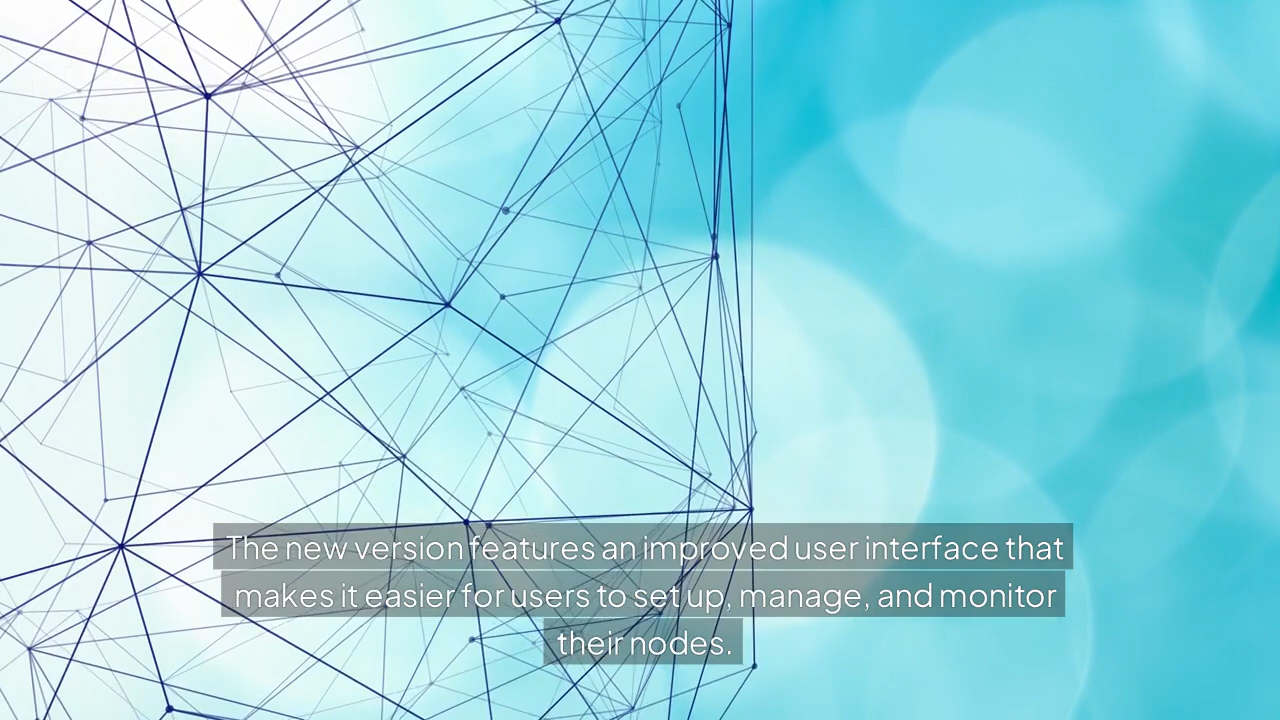 The new version features an improved user interface that
makes it easier for users to set up, manage, and monitor
their nodes.